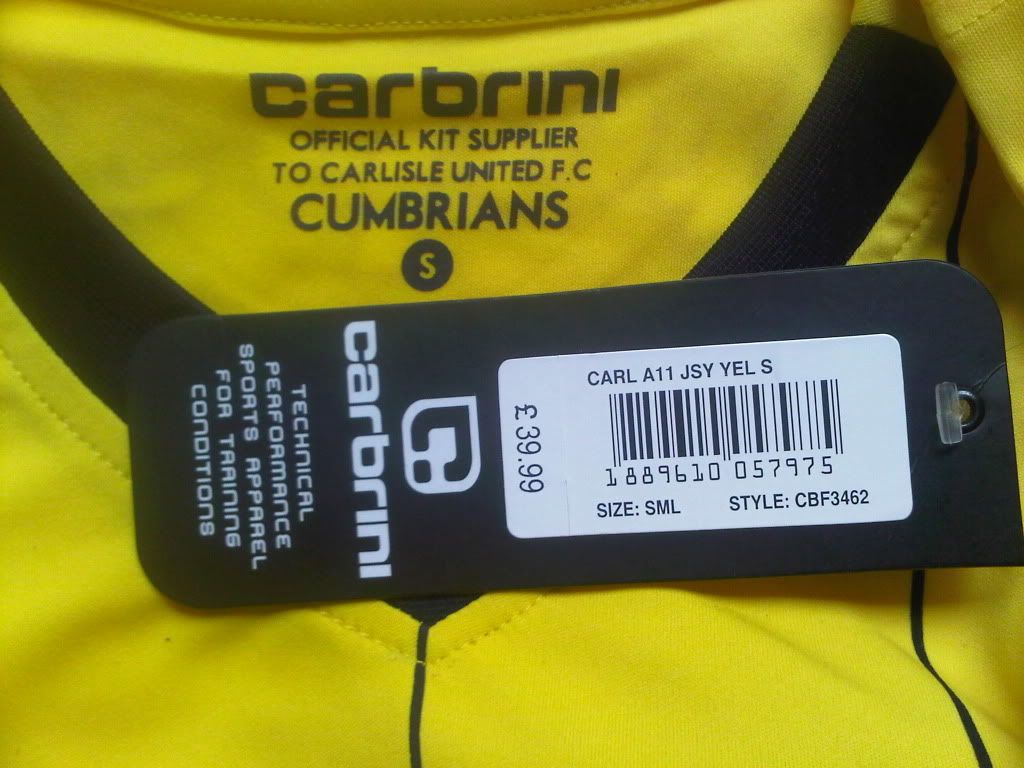 carbrini
OFFICIAL KIT SUPPLIER
TO CARLISLE UNITED F.C
CUMBRIANS
S
TECHNICAL
PERFORMANCE
SPORTS APPAREL
FOR TRAINING
CONDITIONS
carbrini
£39.99
CARL A11 JSY YEL S
1889610 057975
SIZE: SML STYLE: CBF3462